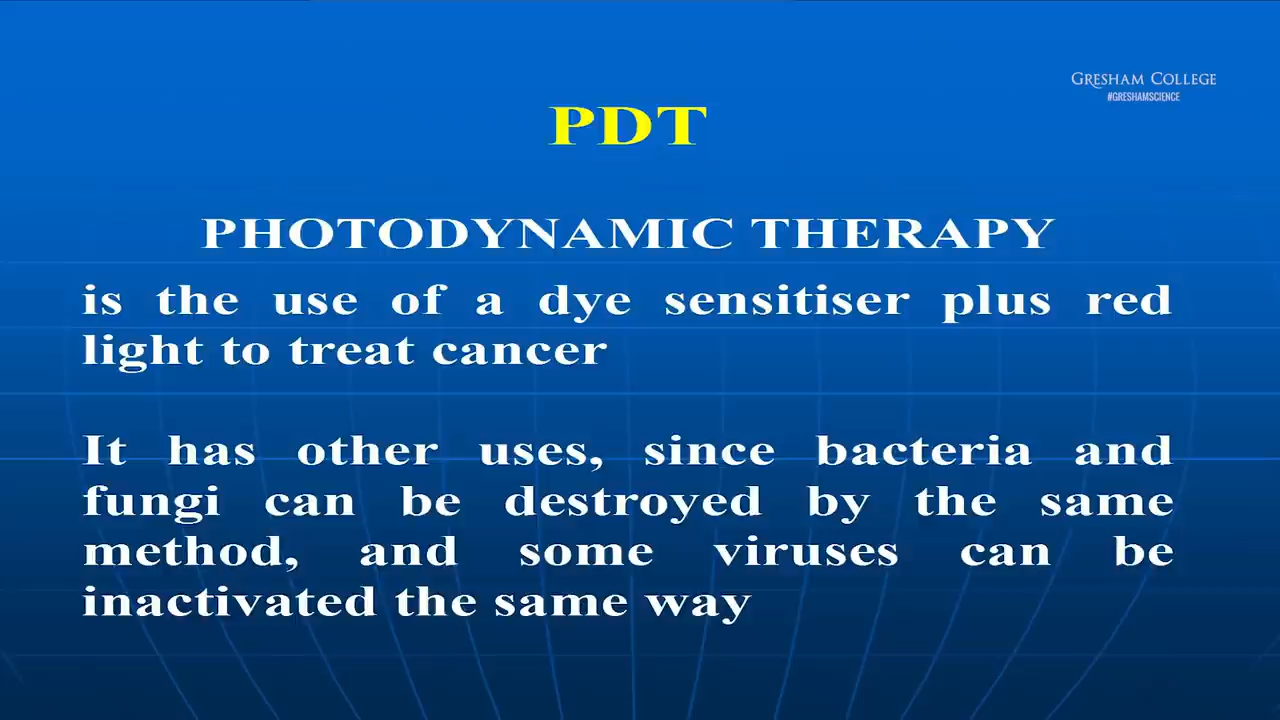 GRESHAM COLLEGE
#GRESHAMSCIENCE
PDT
PHOTODYNAMIC THERAPY
is the use of a dye sensitiser plus red
light to treat cancer
It has other uses, since bacteria and
fungi can be destroyed by the same
method, and some viruses can be
inactivated the same way